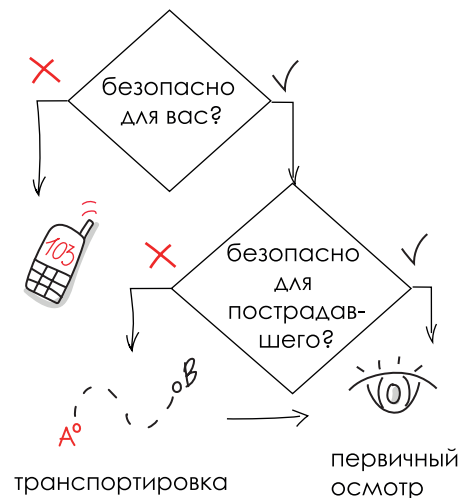 безопасно
для вас?
103
безопасно
для
пострадав-
шего?
A
B
транспортировка
первичный
осмотр